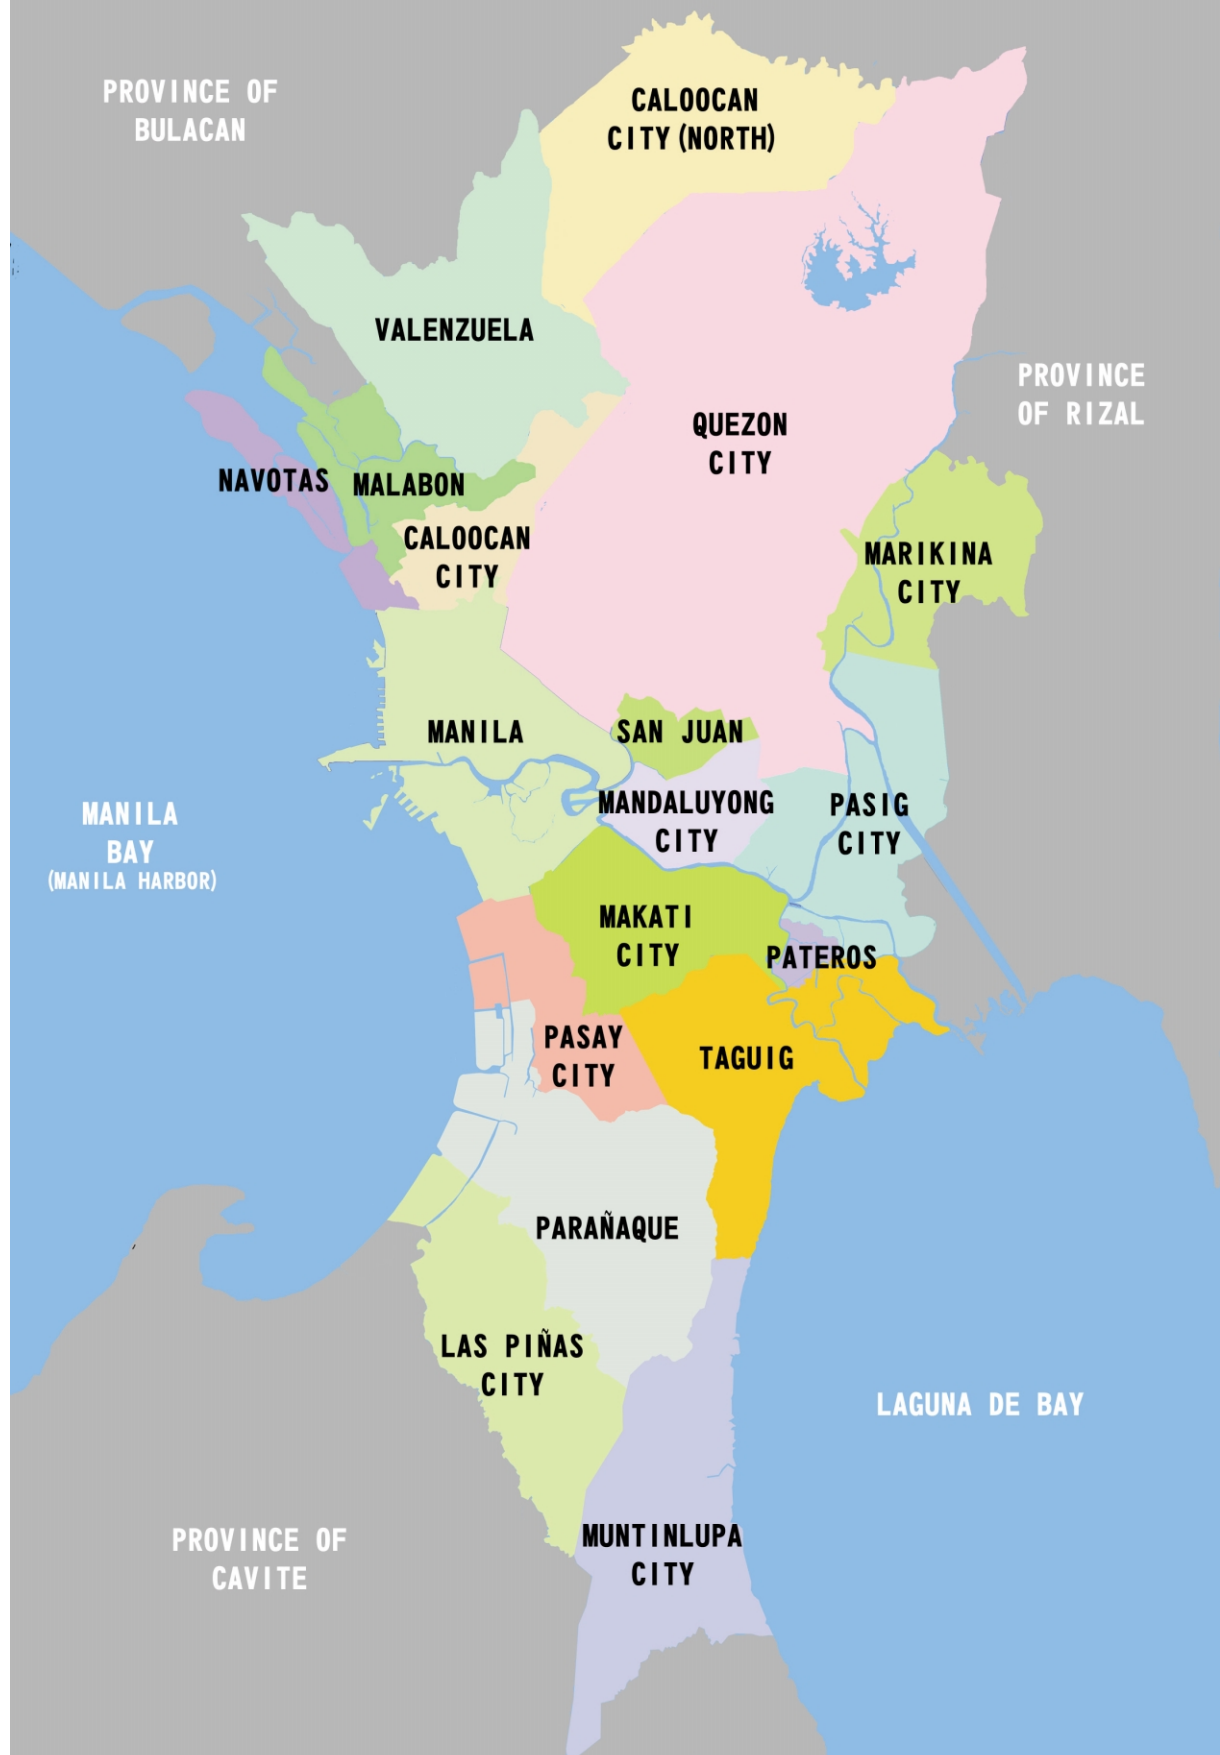 PROVINCE OF
BULACAN
CALOOCAN
CITY (NORTH)
VALENZUELA
PROVINCE
OF RIZAL
QUEZON
CITY
NAVOTAS
MALABON
CALOOCAN
CITY
MARIKINA
CITY
MANILA
SAN JUAN
MANDALUYONG
CITY
PASIG
CITY
MANILA
BAY
(MANILA HARBOR)
MAKATI
CITY
PATEROS
PASAY
CITY
TAGUIG
PARAÑAQUE
LAS PIÑAS
CITY
LAGUNA DE BAY
PROVINCE OF
CAVITE
MUNTINLUPA
CITY